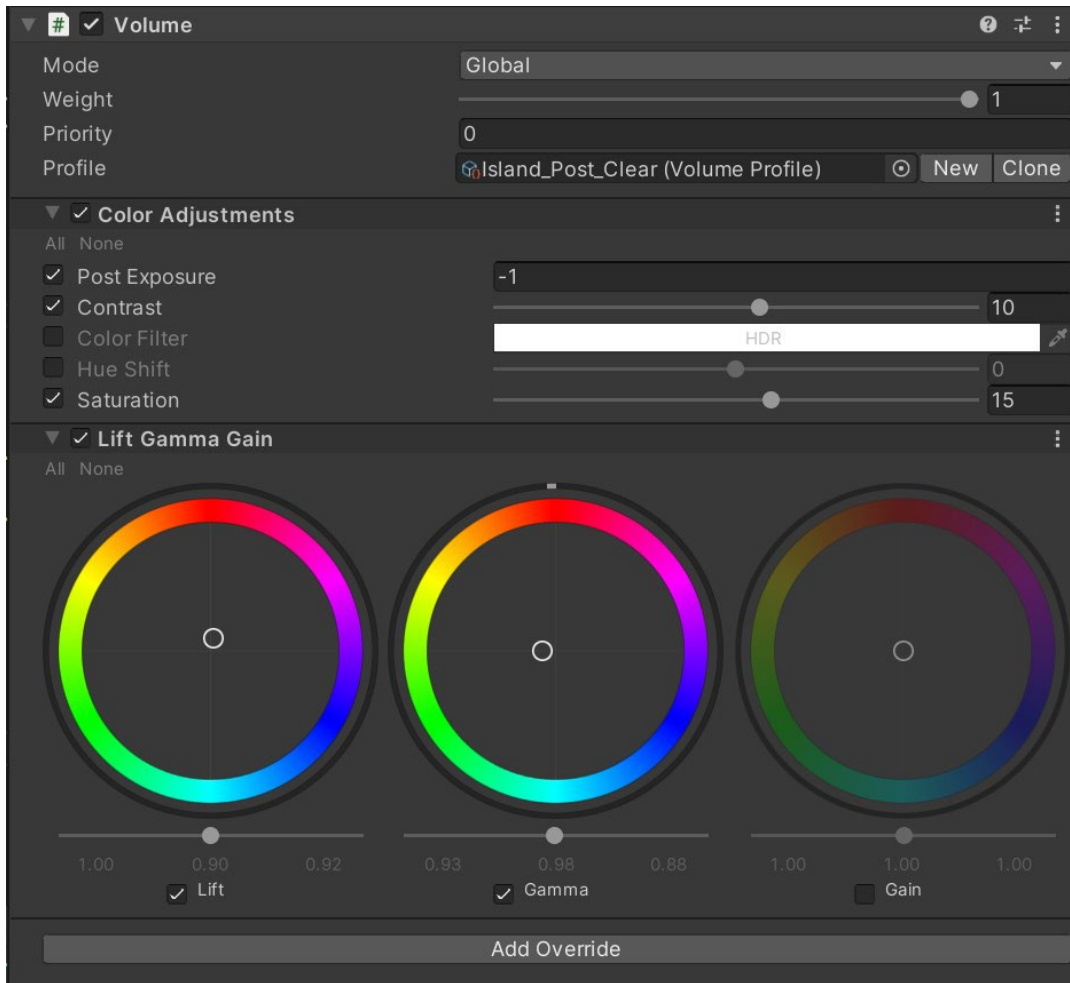 # Volume
Mode Global
Weight 1
Priority 0
Profile Island_Post_Clear (Volume Profile) New Clone
Color Adjustments
All None
Post Exposure -1
Contrast 10
Color Filter HDR
Hue Shift 0
Saturation 15
Lift Gamma Gain
All None
1.00 0.90 0.92 0.93 0.98 0.88 1.00 1.00 1.00
Lift Gamma Gain
Add Override